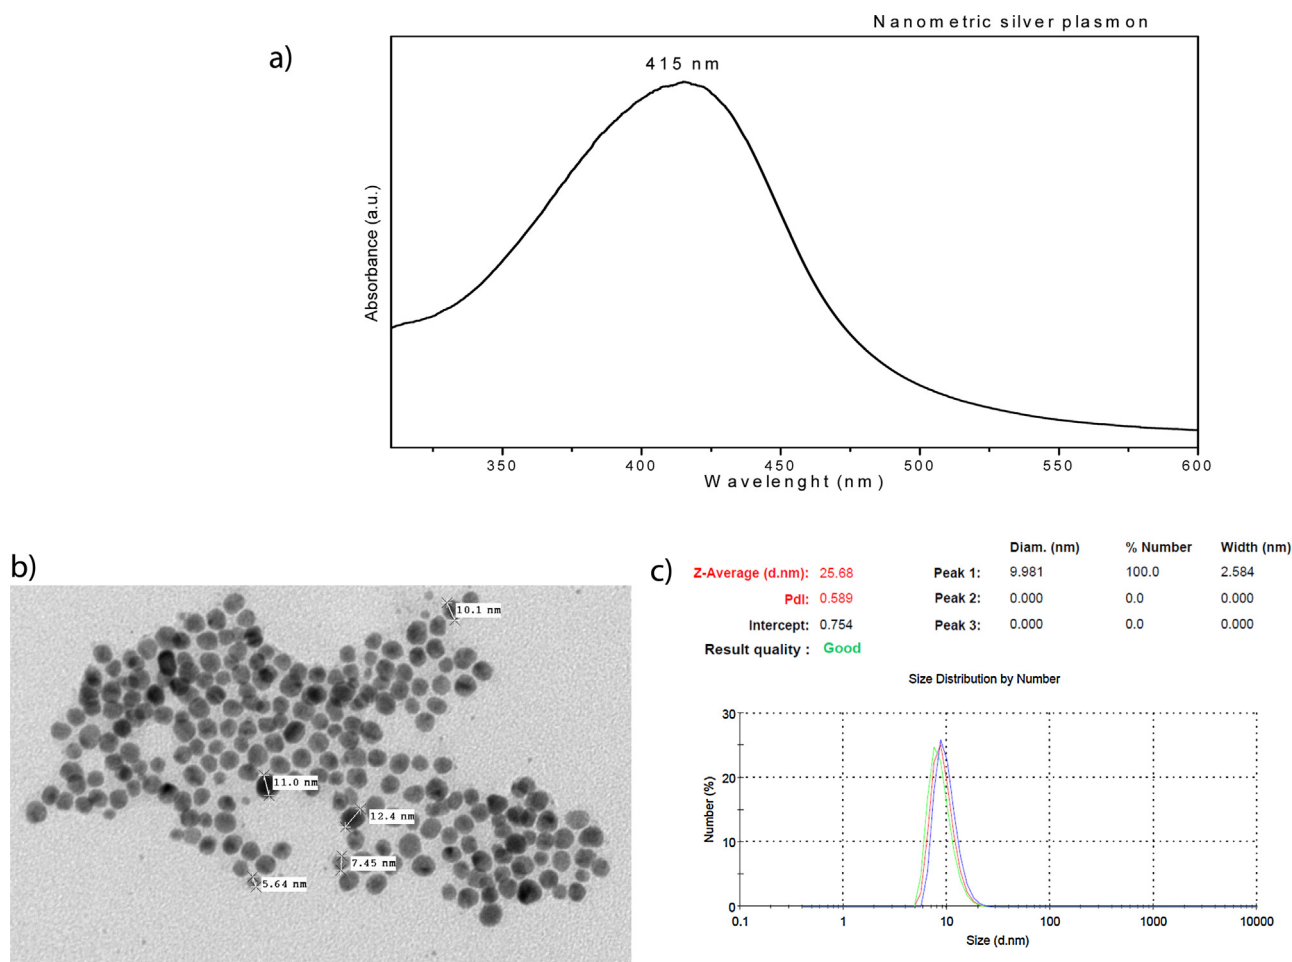 Nanometric silver plasmon
a)
415 nm
Absorbance (a.u.)
350 400 450 500 550 600
Wavelenght (nm)
b)
10.1 nm
11.0 nm
12.4 nm
7.45 nm
5.64 nm
c)
Diam. (nm) % Number Width (nm)
Z-Average (d.nm): 25.68 Peak 1: 9.981 100.0 2.584
PdI: 0.589 Peak 2: 0.000 0.0 0.000
Intercept: 0.754 Peak 3: 0.000 0.0 0.000
Result quality : Good
Size Distribution by Number
Number (%)
30
20
10
0
0.1 1 10 100 1000 10000
Size (d.nm)